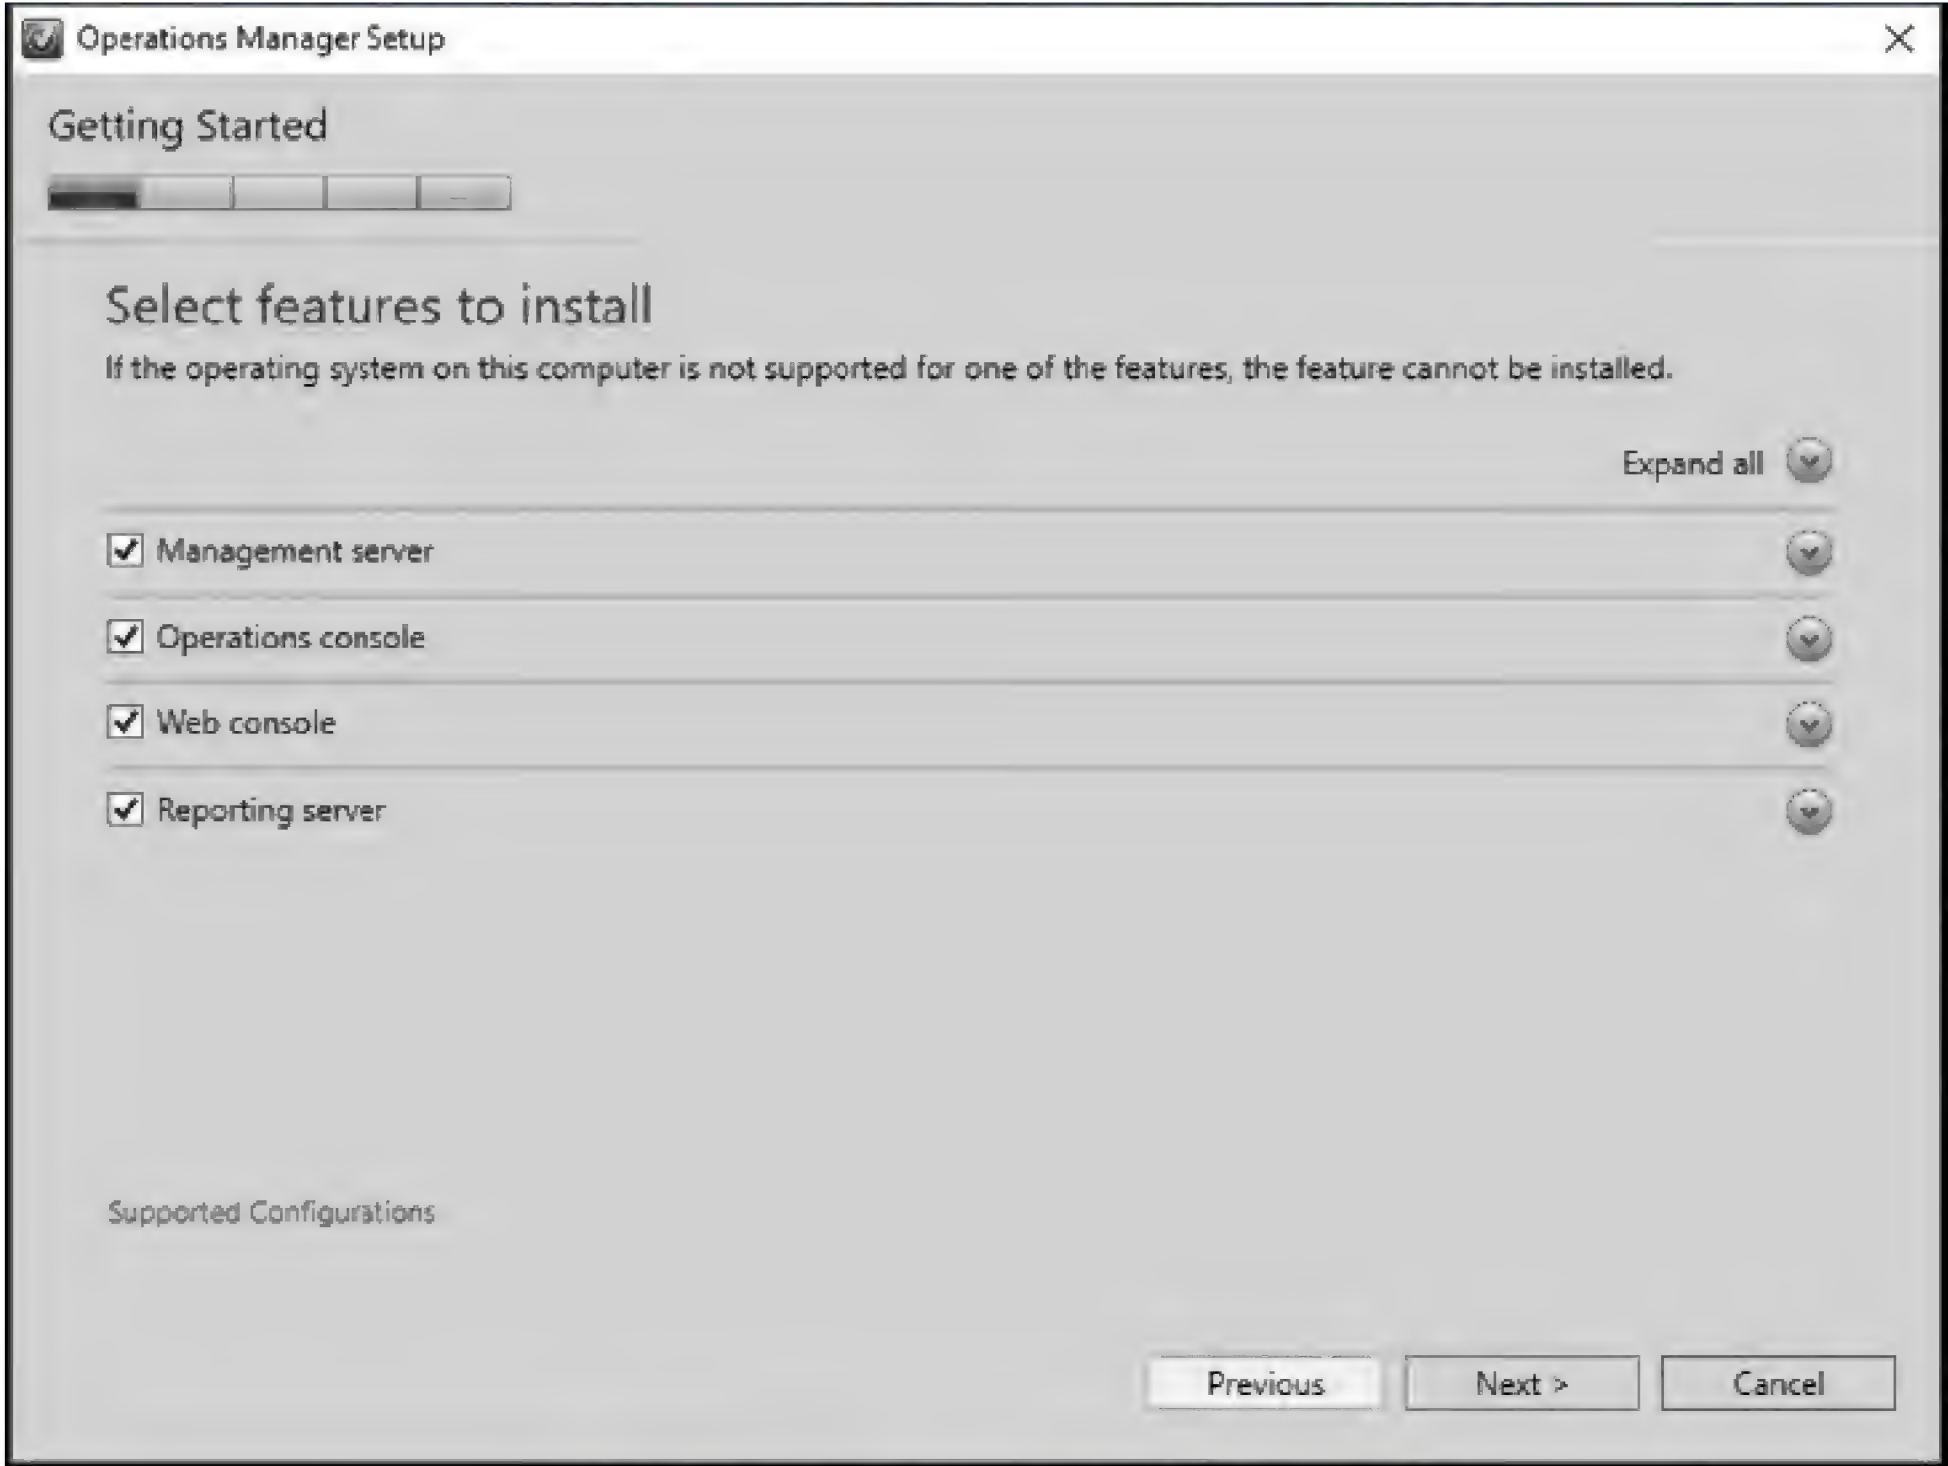 Operations Manager Setup
Getting Started
Select features to install
If the operating system on this computer is not supported for one of the features, the feature cannot be installed.
Expand all
Management server
Operations console
Web console
Reporting server
Supported Configurations
Previous
Next >
Cancel